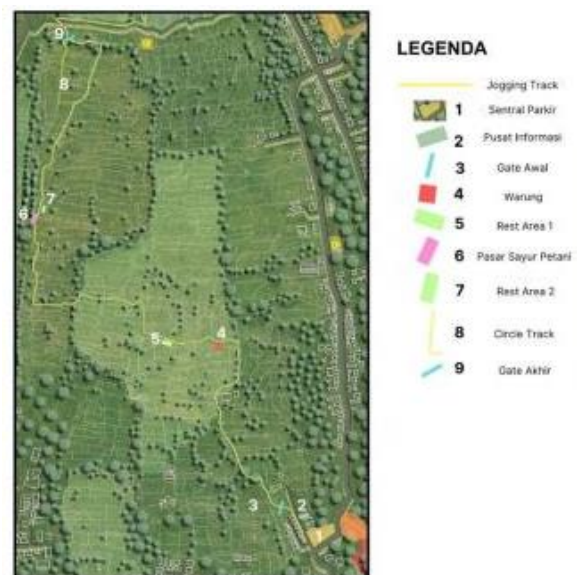 LEGENDA
Jogging Track
1 Sentral Parkir
2 Pusat Informasi
3 Gate Awal
4 Warung
5 Rest Area 1
6 Pasar Sayur Petani
7 Rest Area 2
8 Circle Track
9 Gate Akhir
9
8
7
6
5
4
3
2
1